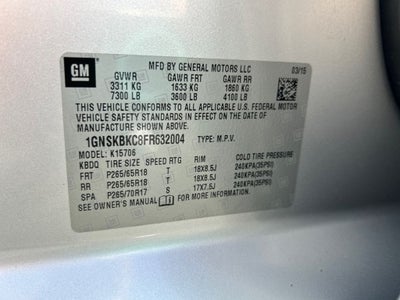 GM
MFD BY GENERAL MOTORS LLC 03/15
GVWR GAWR FRT GAWR RR
3311 KG 1633 KG 1860 KG
7300 LB 3600 LB 4100 LB
THIS VEHICLE CONFORMS TO ALL APPLICABLE U.S. FEDERAL MOTOR
VEHICLE SAFETY STANDARDS IN EFFECT ON THE DATE OF
MANUFACTURE SHOWN ABOVE.
1GNSKBKC8FR632004 TYPE: M.P.V.
MODEL: K15706
KBDQ TIRE SIZE SPEED RTG RIM COLD TIRE PRESSURE
FRT P265/65R18 T 18X8.5J 240KPA(35PSI)
RR P265/65R18 T 18X8.5J 240KPA(35PSI)
SPA P265/70R17 S 17X7.5J 240KPA(35PSI)
SEE OWNER'S MANUAL FOR MORE INFORMATION.